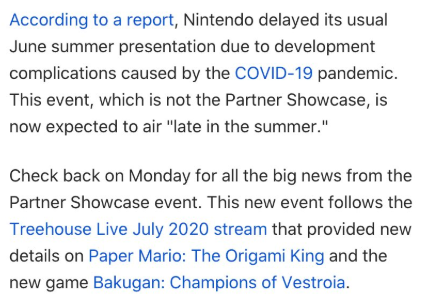 According to a report, Nintendo delayed its usual
June summer presentation due to development
complications caused by the COVID-19 pandemic.
This event, which is not the Partner Showcase, is
now expected to air "late in the summer."
Check back on Monday for all the big news from the
Partner Showcase event. This new event follows the
Treehouse Live July 2020 stream that provided new
details on Paper Mario: The Origami King and the
new game Bakugan: Champions of Vestroia.